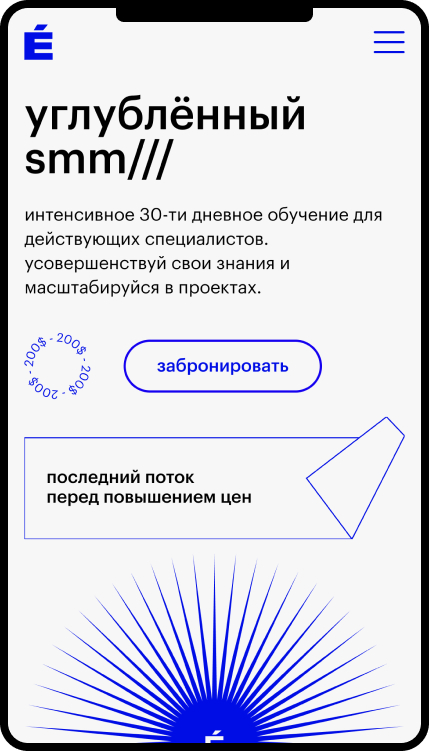 É
углублённый
smm///
интенсивное 30-ти дневное обучение для
действующих специалистов.
усовершенствуй свои знания и
масштабируйся в проектах.
200$ - 200$ - 200$ - 200$ -
забронировать
последний поток
перед повышением цен
É